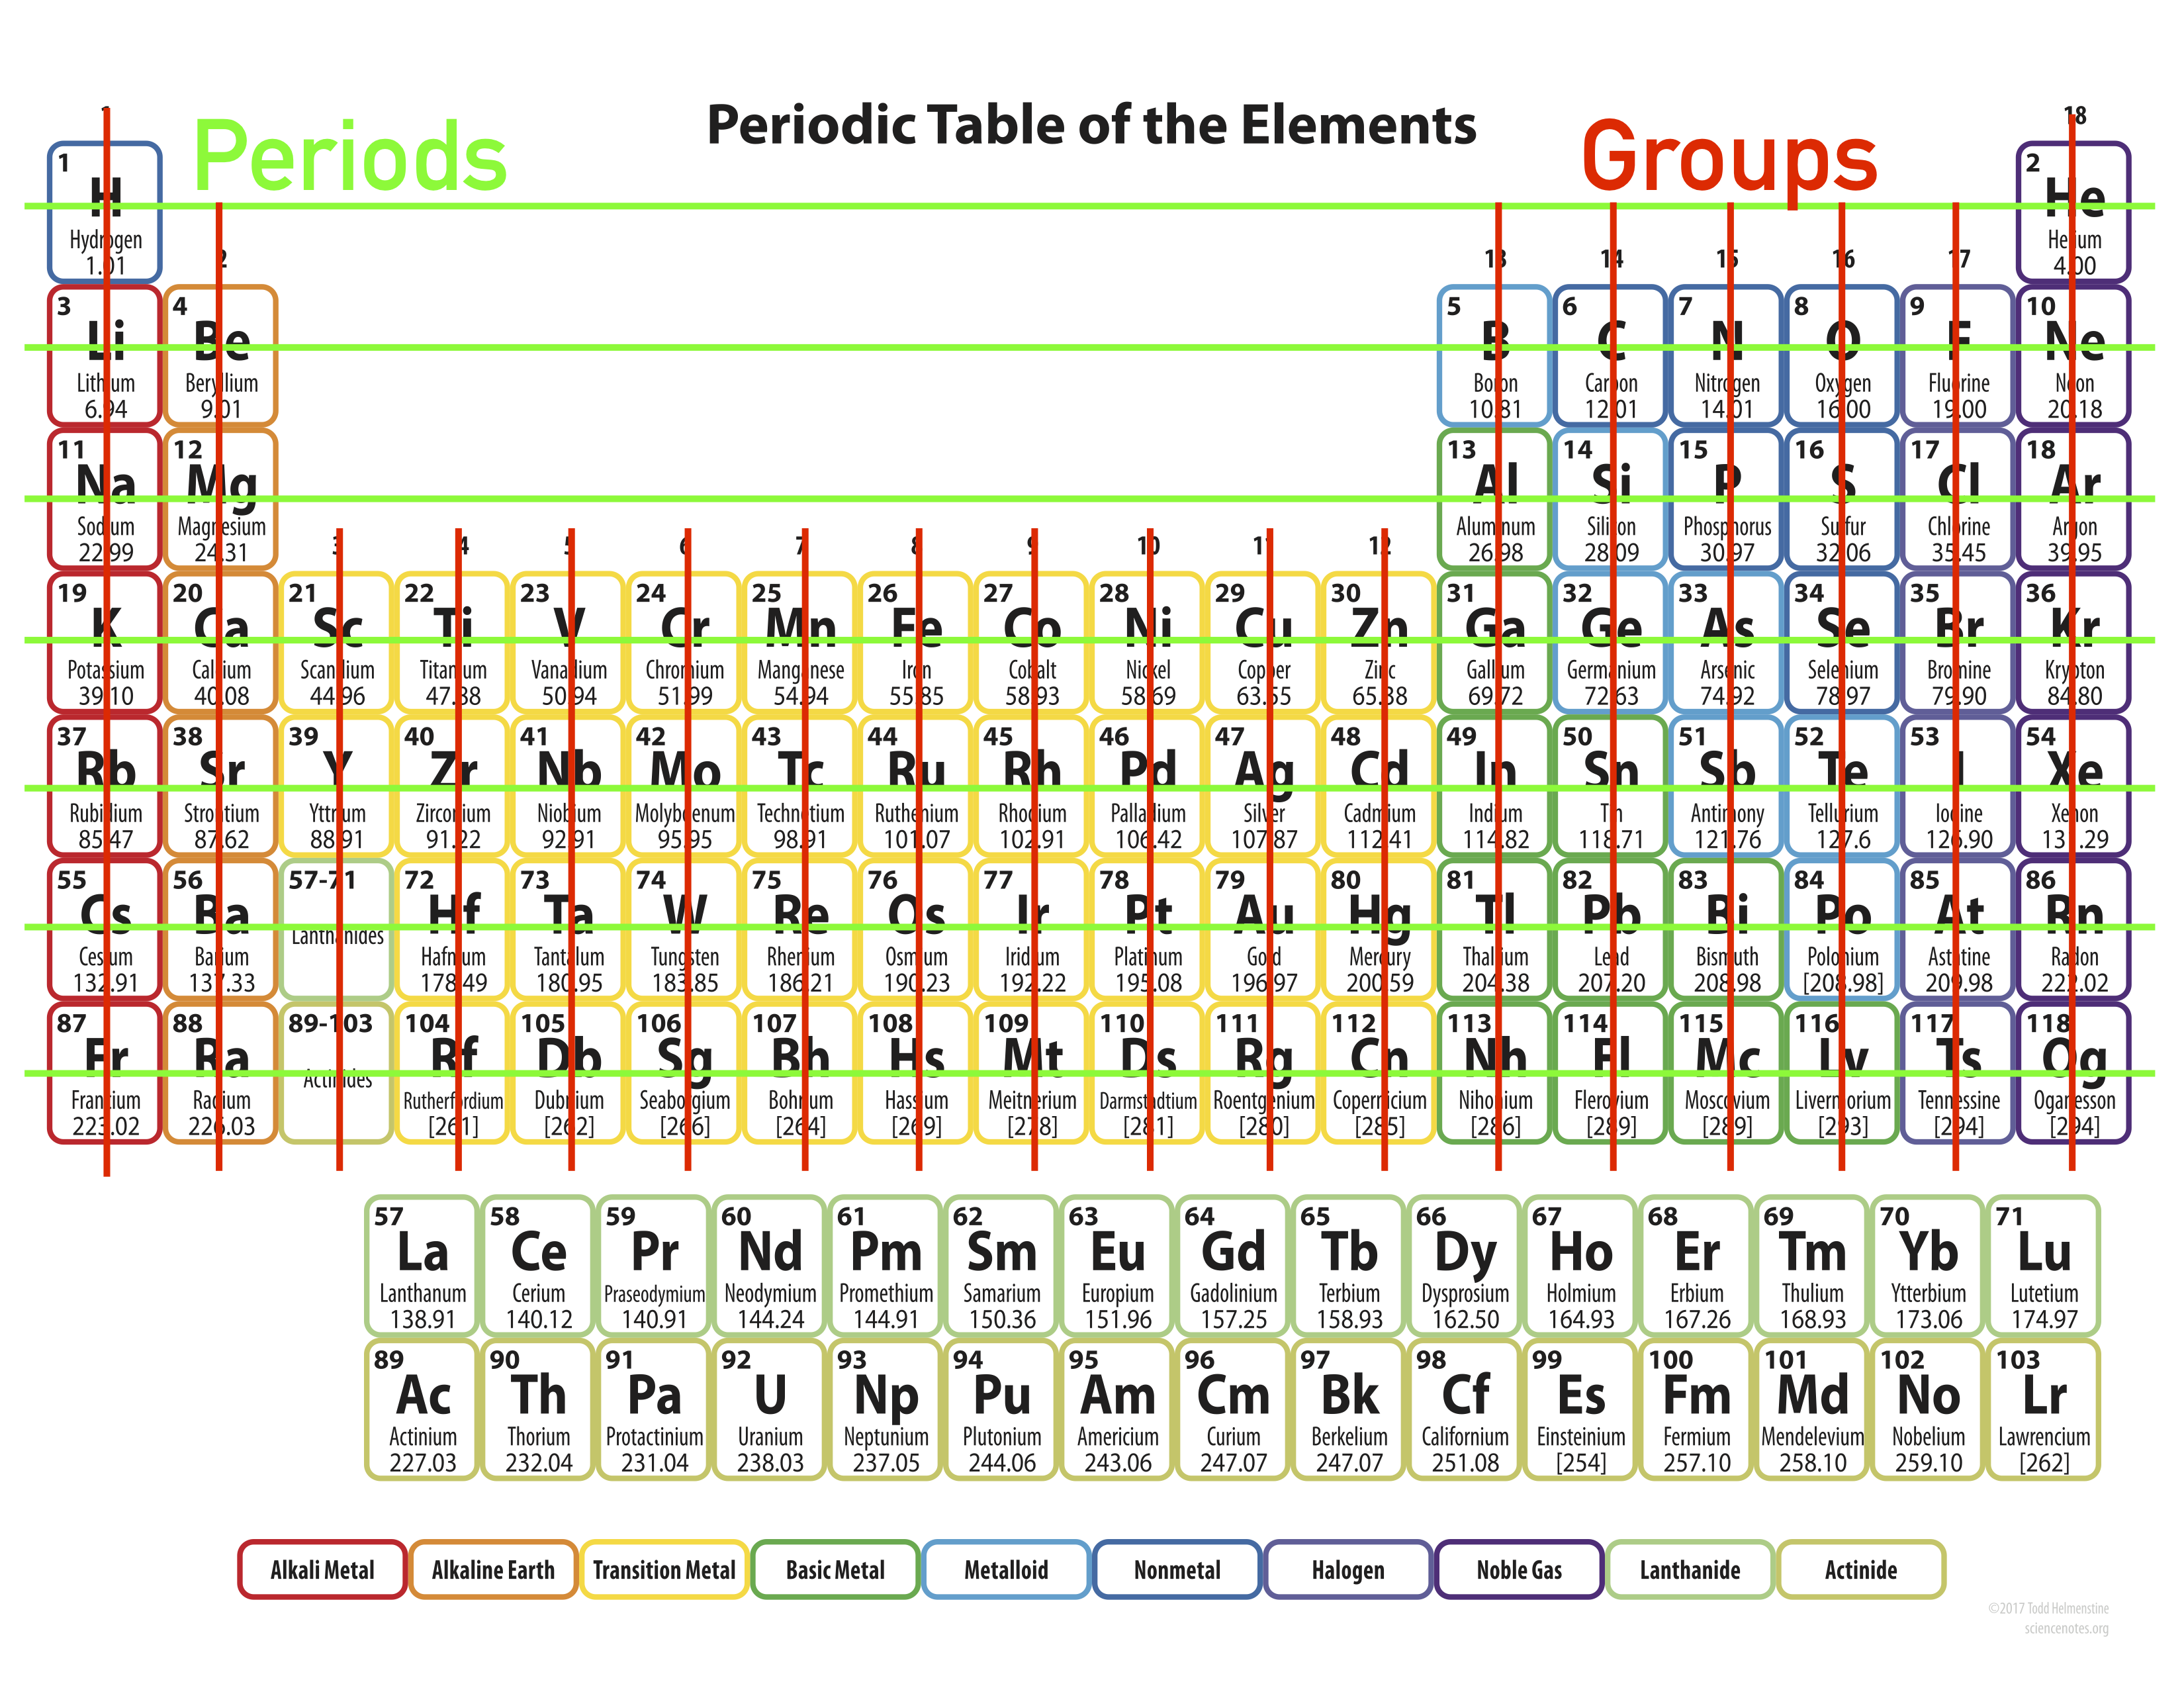 Periodic Table of the Elements
Periods
Groups
1 18
1 2
H He
Hydrogen Helium
1.01 4.00
2 13 14 15 16 17
3 4 5 6 7 8 9 10
Li Be B C N O F Ne
Lithium Beryllium Boron Carbon Nitrogen Oxygen Fluorine Neon
6.94 9.01 10.81 12.01 14.01 16.00 19.00 20.18
11 12 13 14 15 16 17 18
Na Mg Al Si P S Cl Ar
Sodium Magnesium Aluminum Silicon Phosphorus Sulfur Chlorine Argon
22.99 24.31 26.98 28.09 30.97 32.06 35.45 39.95
3 4 5 6 7 8 9 10 11 12
19 20 21 22 23 24 25 26 27 28 29 30 31 32 33 34 35 36
K Ca Sc Ti V Cr Mn Fe Co Ni Cu Zn Ga Ge As Se Br Kr
Potassium Calcium Scandium Titanium Vanadium Chromium Manganese Iron Cobalt Nickel Copper Zinc Gallium Germanium Arsenic Selenium Bromine Krypton
39.10 40.08 44.96 47.88 50.94 51.99 54.94 55.85 58.93 58.69 63.55 65.38 69.72 72.63 74.92 78.97 79.90 84.80
37 38 39 40 41 42 43 44 45 46 47 48 49 50 51 52 53 54
Rb Sr Y Zr Nb Mo Tc Ru Rh Pd Ag Cd In Sn Sb Te I Xe
Rubidium Strontium Yttrium Zirconium Niobium Molybdenum Technetium Ruthenium Rhodium Palladium Silver Cadmium Indium Tin Antimony Tellurium Iodine Xenon
85.47 87.62 88.91 91.22 92.91 95.95 98.91 101.07 102.91 106.42 107.87 112.41 114.82 118.71 121.76 127.6 126.90 131.29
55 56 57-71 72 73 74 75 76 77 78 79 80 81 82 83 84 85 86
Cs Ba Hf Ta W Re Os Ir Pt Au Hg Tl Pb Bi Po At Rn
Cesium Barium Lanthanides Hafnium Tantalum Tungsten Rhenium Osmium Iridium Platinum Gold Mercury Thallium Lead Bismuth Polonium Astatine Radon
132.91 137.33 178.49 180.95 183.85 186.21 190.23 192.22 195.08 196.97 200.59 204.38 207.20 208.98 [208.98] 209.98 222.02
87 88 89-103 104 105 106 107 108 109 110 111 112 113 114 115 116 117 118
Fr Ra Rf Db Sg Bh Hs Mt Ds Rg Cn Nh Fl Mc Lv Ts Og
Francium Radium Actinides Rutherfordium Dubnium Seaborgium Bohrium Hassium Meitnerium Darmstadtium Roentgenium Copernicium Nihonium Flerovium Moscovium Livermorium Tennessine Oganesson
223.02 226.03 [261] [262] [266] [264] [269] [278] [281] [280] [285] [286] [289] [289] [293] [294] [294]
57 58 59 60 61 62 63 64 65 66 67 68 69 70 71
La Ce Pr Nd Pm Sm Eu Gd Tb Dy Ho Er Tm Yb Lu
Lanthanum Cerium Praseodymium Neodymium Promethium Samarium Europium Gadolinium Terbium Dysprosium Holmium Erbium Thulium Ytterbium Lutetium
138.91 140.12 140.91 144.24 144.91 150.36 151.96 157.25 158.93 162.50 164.93 167.26 168.93 173.06 174.97
89 90 91 92 93 94 95 96 97 98 99 100 101 102 103
Ac Th Pa U Np Pu Am Cm Bk Cf Es Fm Md No Lr
Actinium Thorium Protactinium Uranium Neptunium Plutonium Americium Curium Berkelium Californium Einsteinium Fermium Mendelevium Nobelium Lawrencium
227.03 232.04 231.04 238.03 237.05 244.06 243.06 247.07 247.07 251.08 [254] 257.10 258.10 259.10 [262]
Alkali Metal Alkaline Earth Transition Metal Basic Metal Metalloid Nonmetal Halogen Noble Gas Lanthanide Actinide
©2017 Todd Helmenstine
sciencenotes.org